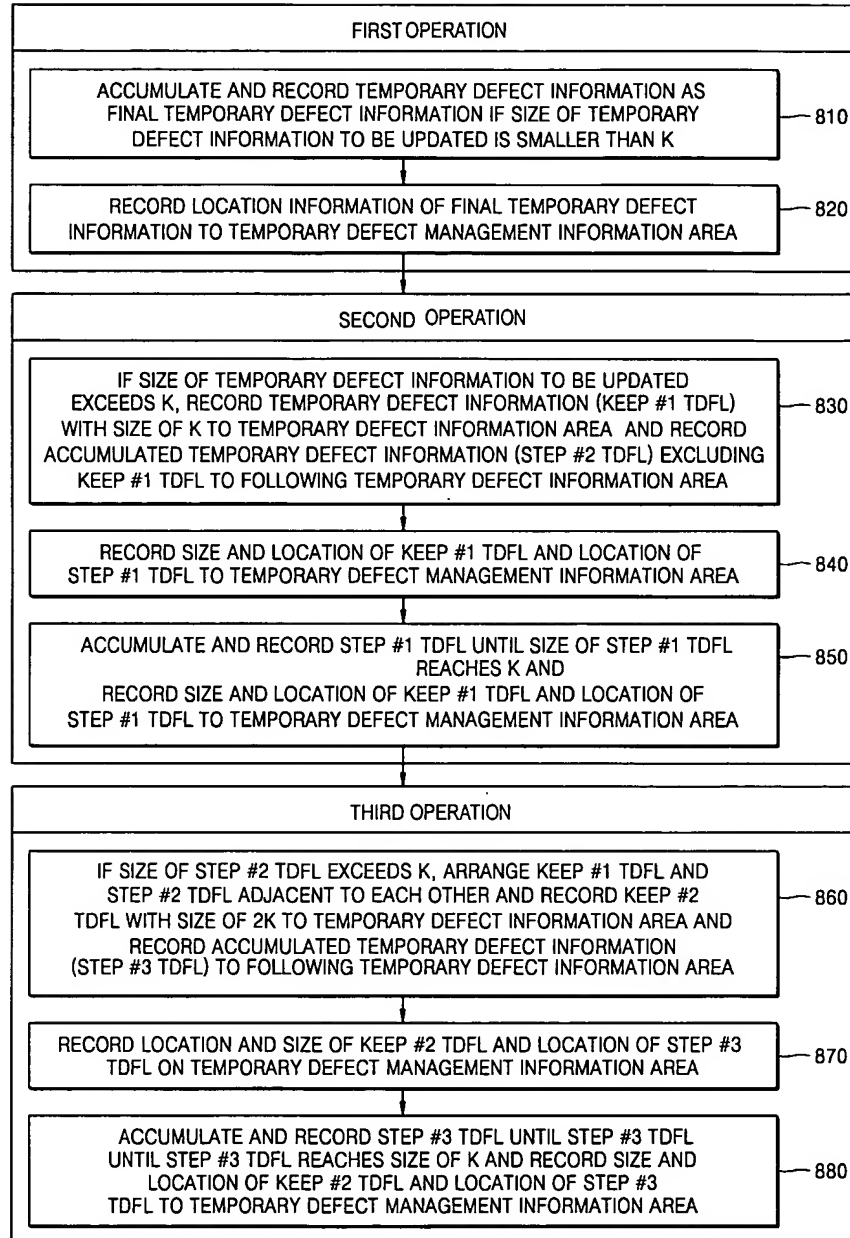 FIRST OPERATION
ACCUMULATE AND RECORD TEMPORARY DEFECT INFORMATION AS
FINAL TEMPORARY DEFECT INFORMATION IF SIZE OF TEMPORARY
DEFECT INFORMATION TO BE UPDATED IS SMALLER THAN K
810
RECORD LOCATION INFORMATION OF FINAL TEMPORARY DEFECT
INFORMATION TO TEMPORARY DEFECT MANAGEMENT INFORMATION AREA
820
SECOND OPERATION
IF SIZE OF TEMPORARY DEFECT INFORMATION TO BE UPDATED
EXCEEDS K, RECORD TEMPORARY DEFECT INFORMATION (KEEP #1 TDFL)
WITH SIZE OF K TO TEMPORARY DEFECT INFORMATION AREA AND RECORD
ACCUMULATED TEMPORARY DEFECT INFORMATION (STEP #2 TDFL) EXCLUDING
KEEP #1 TDFL TO FOLLOWING TEMPORARY DEFECT INFORMATION AREA
830
RECORD SIZE AND LOCATION OF KEEP #1 TDFL AND LOCATION OF
STEP #1 TDFL TO TEMPORARY DEFECT MANAGEMENT INFORMATION AREA
840
ACCUMULATE AND RECORD STEP #1 TDFL UNTIL SIZE OF STEP #1 TDFL
REACHES K AND
RECORD SIZE AND LOCATION OF KEEP #1 TDFL AND LOCATION OF
STEP #1 TDFL TO TEMPORARY DEFECT MANAGEMENT INFORMATION AREA
850
THIRD OPERATION
IF SIZE OF STEP #2 TDFL EXCEEDS K, ARRANGE KEEP #1 TDFL AND
STEP #2 TDFL ADJACENT TO EACH OTHER AND RECORD KEEP #2
TDFL WITH SIZE OF 2K TO TEMPORARY DEFECT INFORMATION AREA AND
RECORD ACCUMULATED TEMPORARY DEFECT INFORMATION
(STEP #3 TDFL) TO FOLLOWING TEMPORARY DEFECT INFORMATION AREA
860
RECORD LOCATION AND SIZE OF KEEP #2 TDFL AND LOCATION OF STEP #3
TDFL ON TEMPORARY DEFECT MANAGEMENT INFORMATION AREA
870
ACCUMULATE AND RECORD STEP #3 TDFL UNTIL STEP #3 TDFL
UNTIL STEP #3 TDFL REACHES SIZE OF K AND RECORD SIZE AND
LOCATION OF KEEP #2 TDFL AND LOCATION OF STEP #3
TDFL TO TEMPORARY DEFECT MANAGEMENT INFORMATION AREA
880